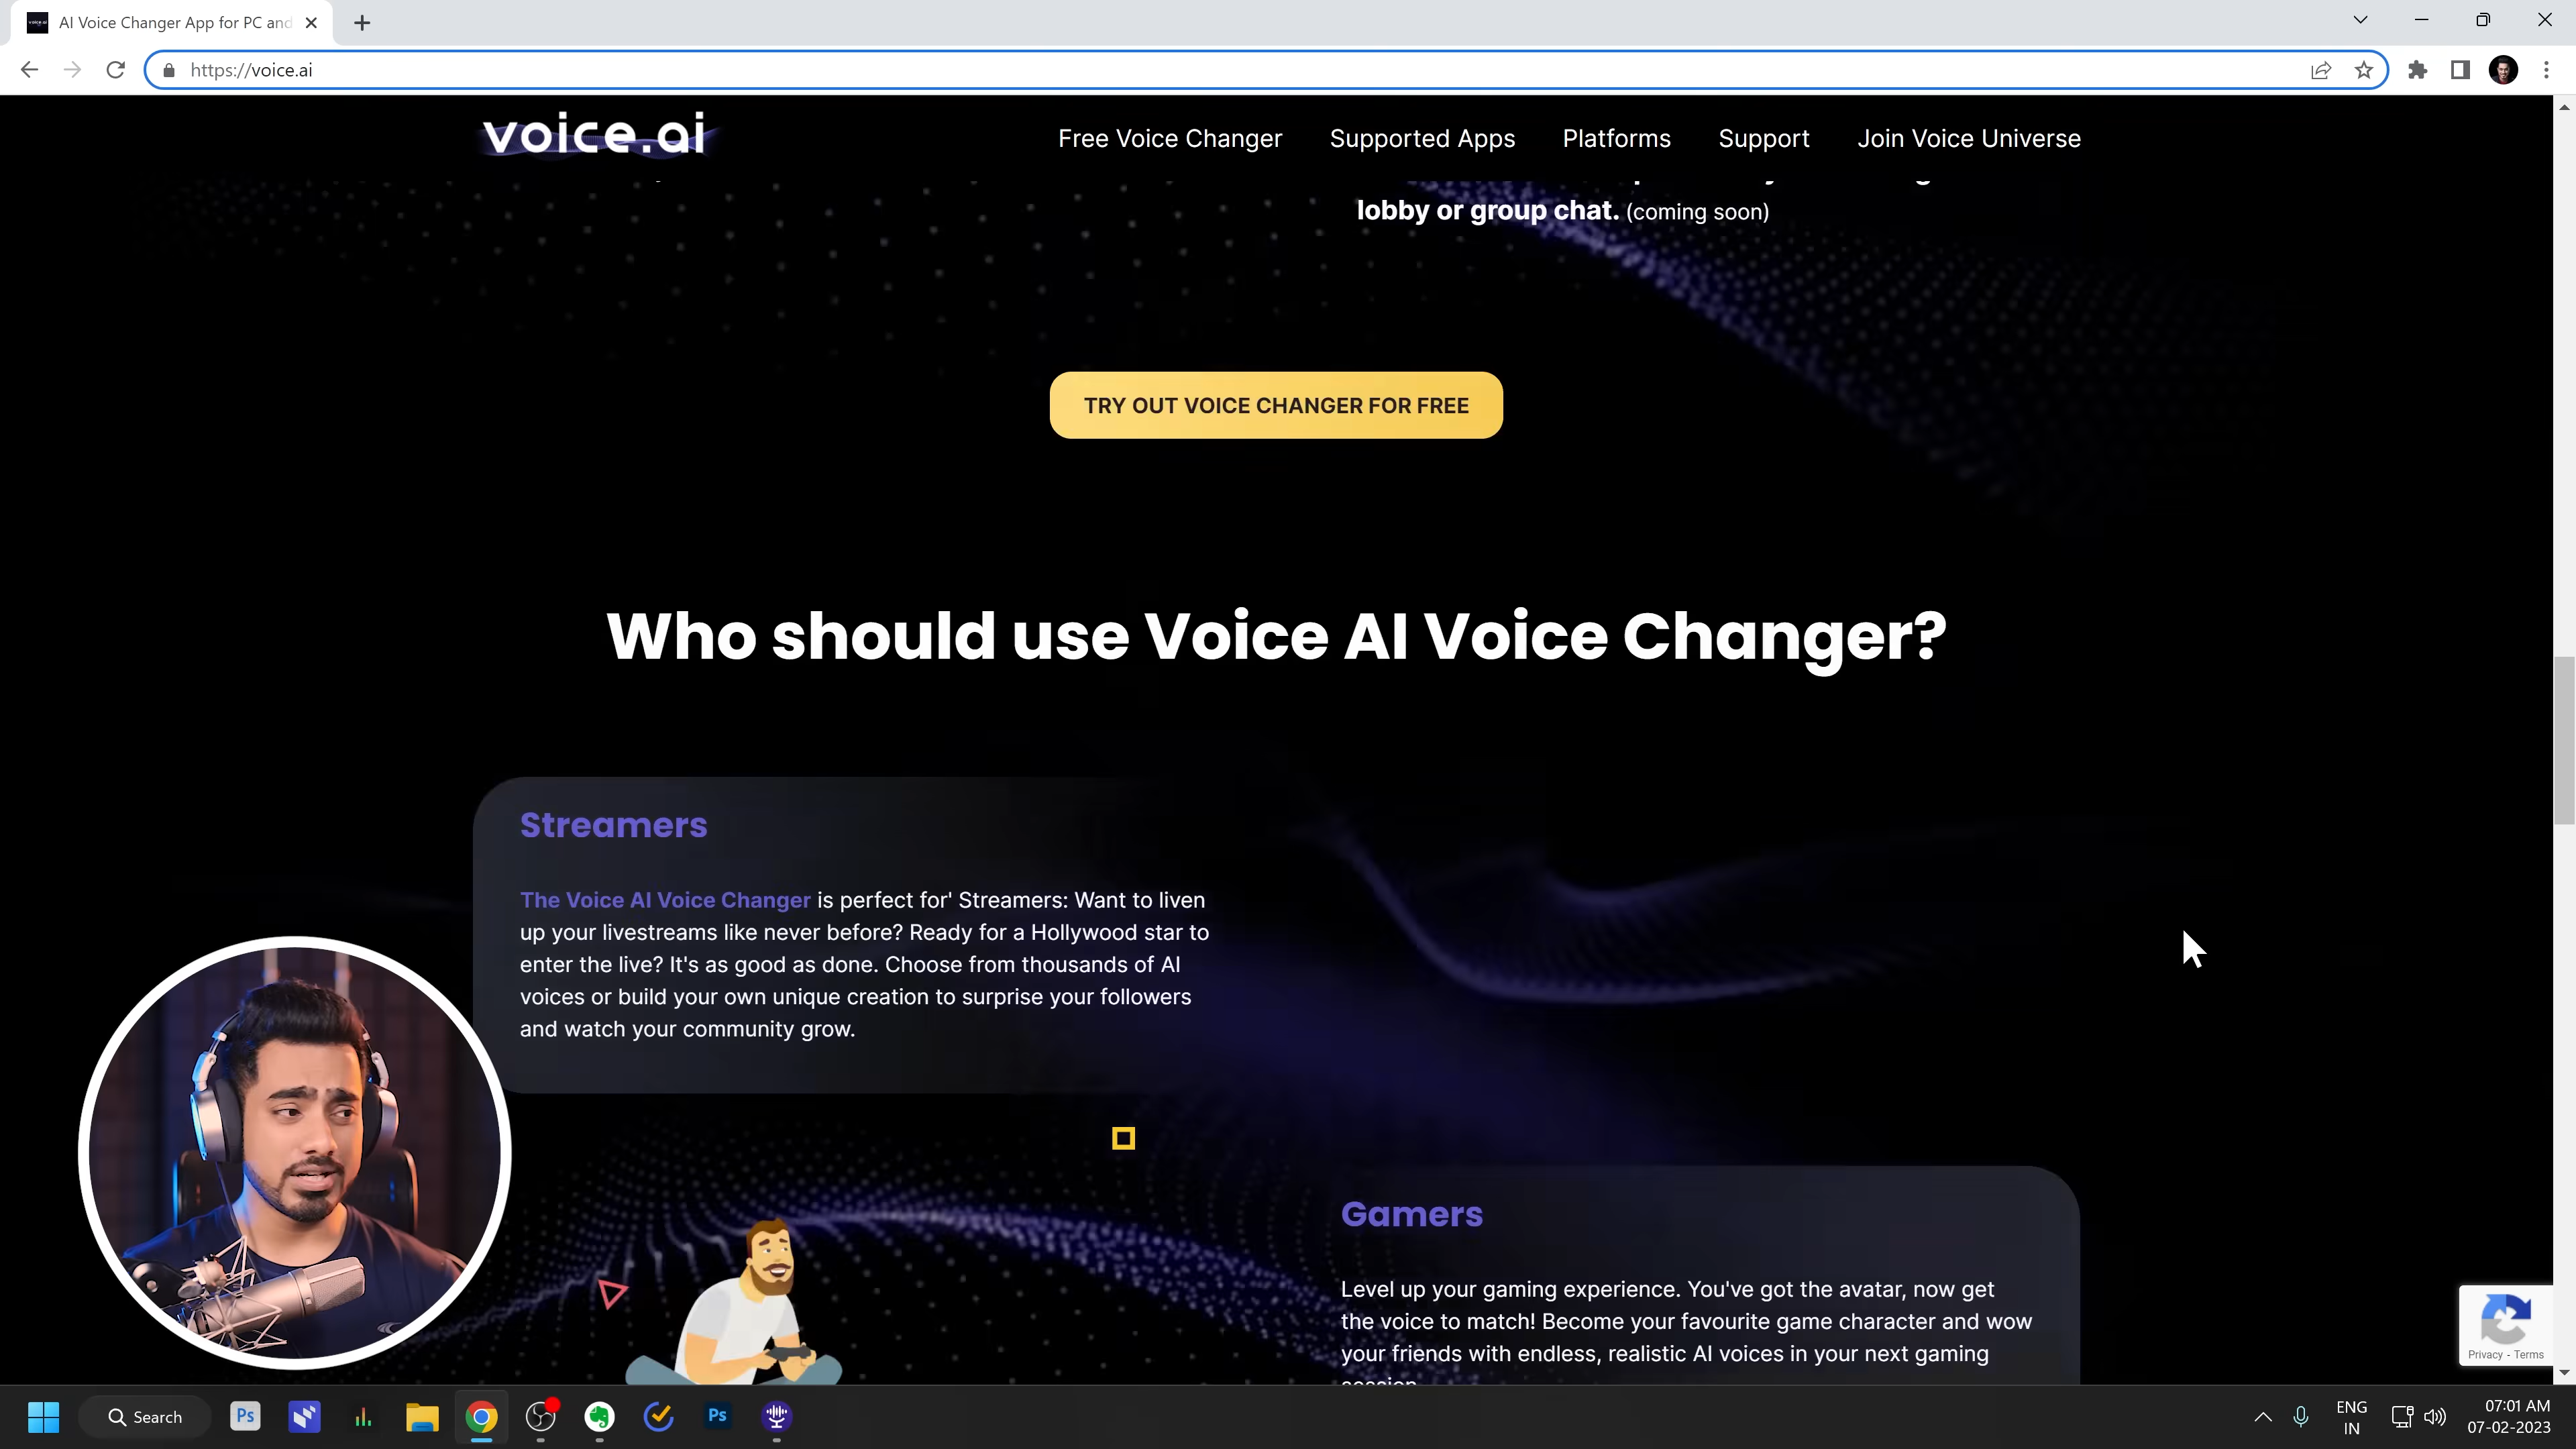 AI Voice Changer App for PC and
https://voice.ai
voice.ai
Free Voice Changer
Supported Apps
Platforms
Support
Join Voice Universe
lobby or group chat. (coming soon)
TRY OUT VOICE CHANGER FOR FREE
Who should use Voice AI Voice Changer?
Streamers
The Voice AI Voice Changer is perfect for' Streamers: Want to liven
up your livestreams like never before? Ready for a Hollywood star to
enter the live? It's as good as done. Choose from thousands of AI
voices or build your own unique creation to surprise your followers
and watch your community grow.
Gamers
Level up your gaming experience. You've got the avatar, now get
the voice to match! Become your favourite game character and wow
your friends with endless, realistic AI voices in your next gaming
Privacy - Terms
Search
Ps
Ps
ENG
IN
07:01 AM
07-02-2023